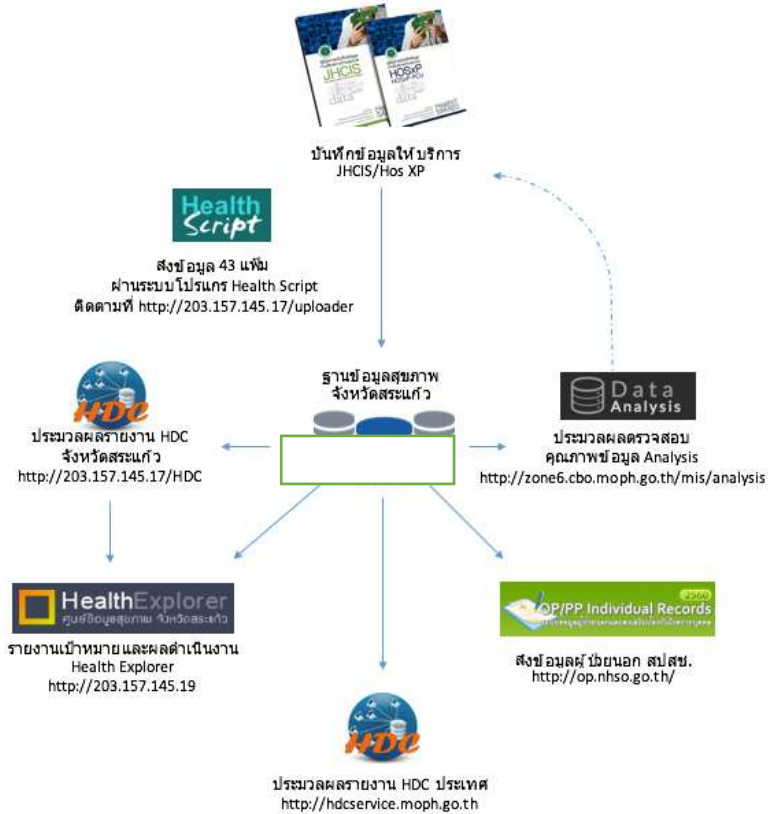 JHCIS
HOSXP
data
data
บันทึกข้อมูลให้บริการ
JHCIS/Hos XP
Health
Script
ส่งข้อมูล 43 แฟ้ม
ผ่านระบบโปรแกร Health Script
ติดตามที่ http://203.157.145.17/uploader
ฐานข้อมูลสุขภาพ
จังหวัดสระแก้ว
HDC
ประมวลผลรายงาน HDC
จังหวัดสระแก้ว
http://203.157.145.17/HDC
Data
Analysis
ประมวลผลตรวจสอบ
คุณภาพข้อมูล Analysis
http://zone6.cbo.moph.go.th/mis/analysis
HealthExplorer
ศูนย์ข้อมูลสุขภาพ จังหวัดสระแก้ว
รายงานเป้าหมายและผลดำเนินงาน
Health Explorer
http://203.157.145.19
2560
OP/PP Individual Records
ส่งข้อมูลผู้ป่วยนอก สปสช.
http://op.nhso.go.th/
HDC
ประมวลผลรายงาน HDC ประเทศ
http://hdcservice.moph.go.th